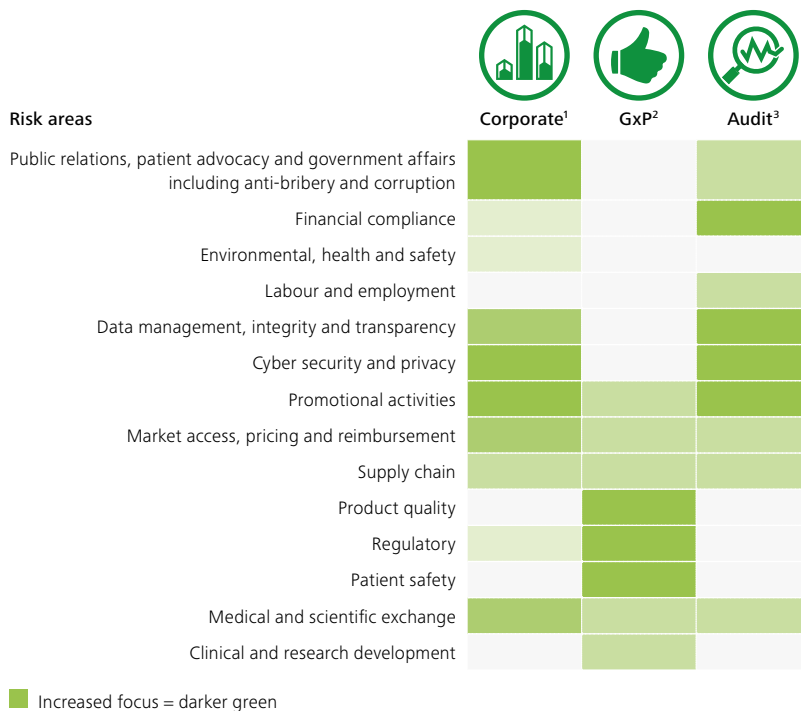 Risk areas
Corporate¹
GxP²
Audit³
Public relations, patient advocacy and government affairs
including anti-bribery and corruption
Financial compliance
Environmental, health and safety
Labour and employment
Data management, integrity and transparency
Cyber security and privacy
Promotional activities
Market access, pricing and reimbursement
Supply chain
Product quality
Regulatory
Patient safety
Medical and scientific exchange
Clinical and research development
Increased focus = darker green